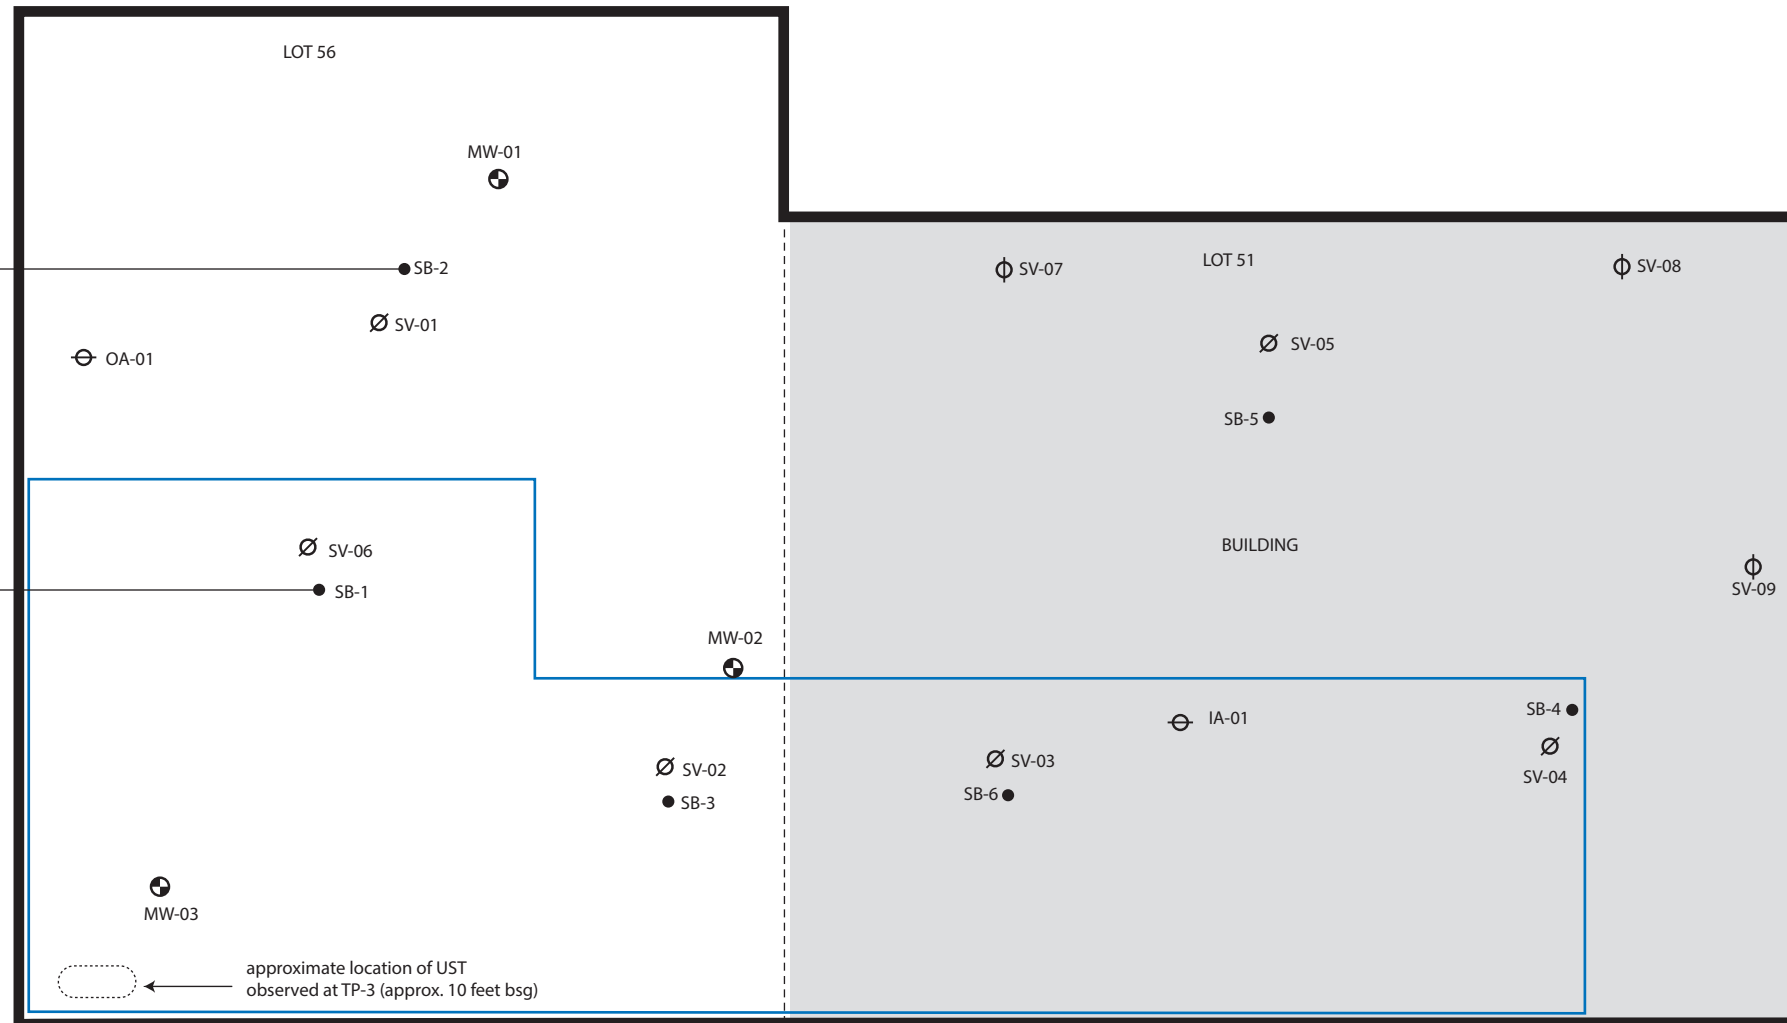 LOT 56
MW-01
SB-2
SV-07
LOT 51
SV-08
SV-01
OA-01
SV-05
SB-5
SV-06
BUILDING
SB-1
SV-09
MW-02
IA-01
SB-4
SV-02
SV-03
SV-04
SB-3
SB-6
MW-03
approximate location of UST
observed at TP-3 (approx. 10 feet bsg)